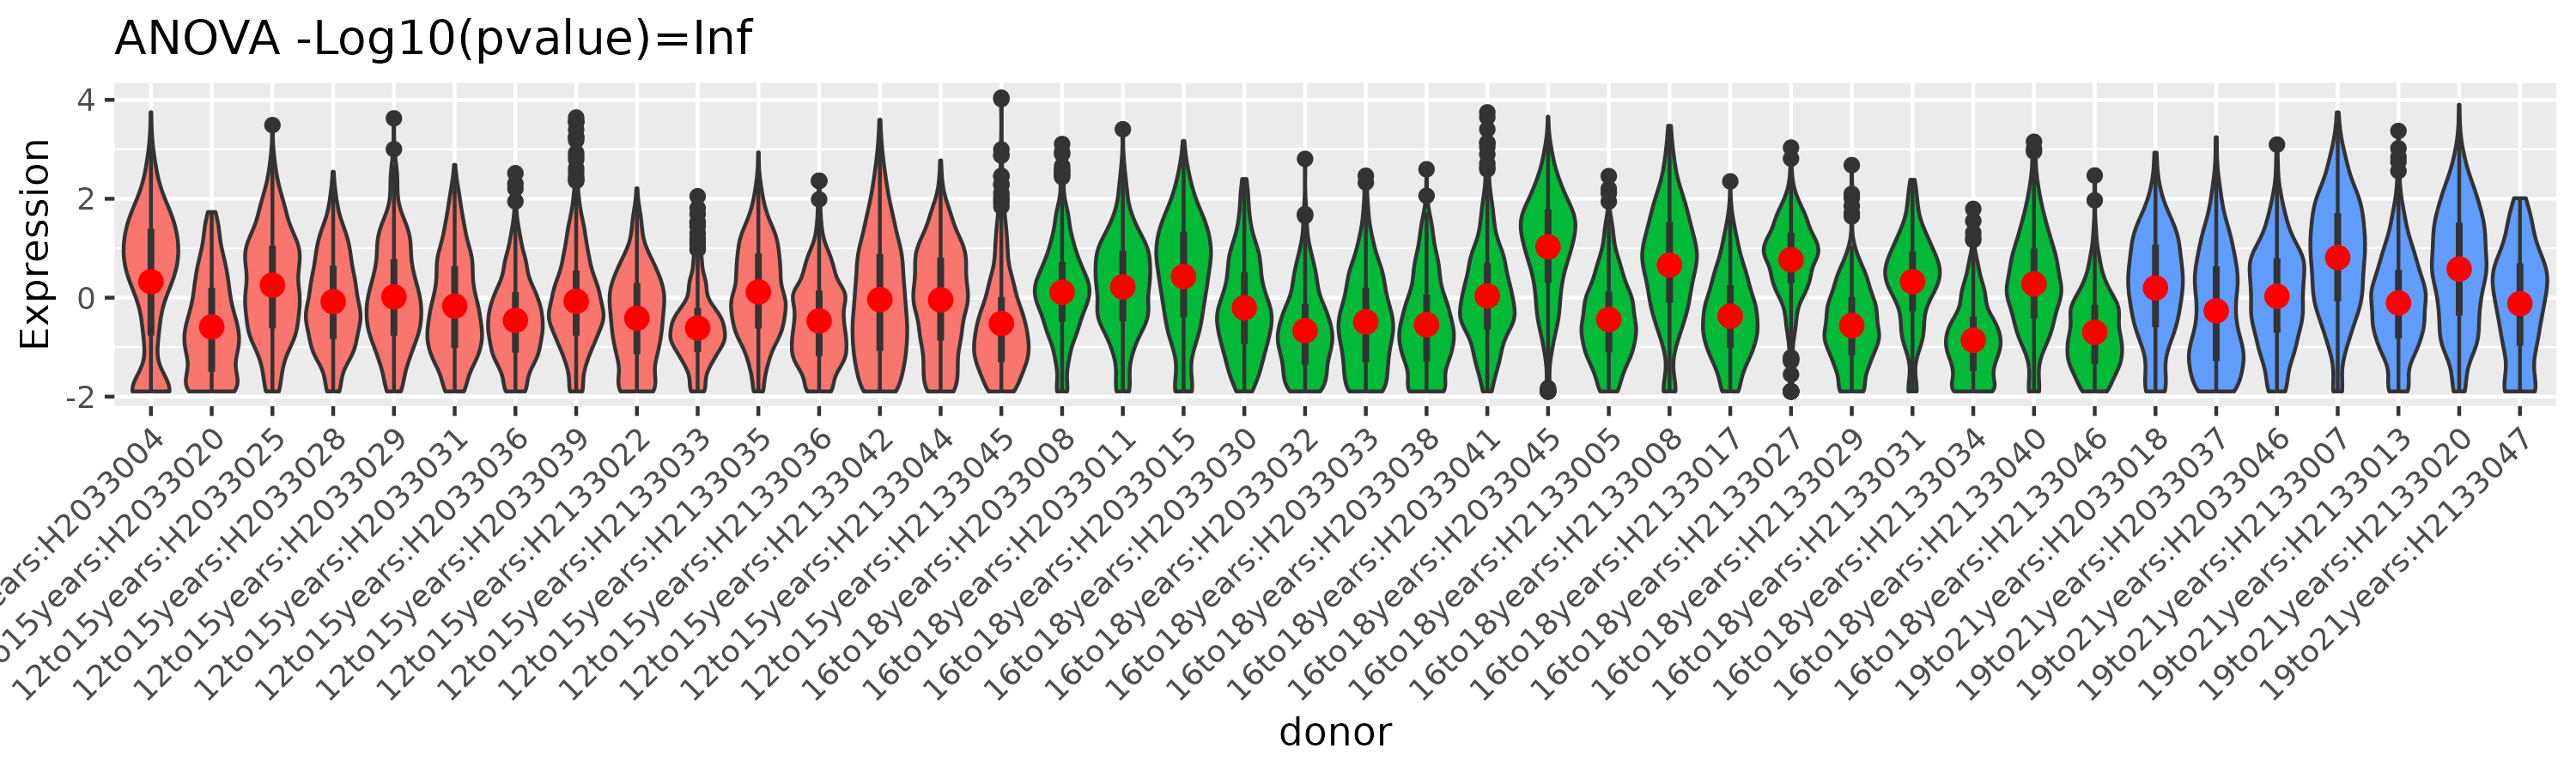 ANOVA -Log10(pvalue)=Inf
Expression
4
2
0
-2
ears:H2033004
o15years:H2033020
12to15years:H2033025
12to15years:H2033028
12to15years:H2033029
12to15years:H2033031
12to15years:H2033036
12to15years:H2033039
12to15years:H2133022
12to15years:H2133033
12to15years:H2133035
12to15years:H2133036
12to15years:H2133042
12to15years:H2133044
12to15years:H2133045
16to18years:H2033008
16to18years:H2033011
16to18years:H2033015
16to18years:H2033030
16to18years:H2033032
16to18years:H2033033
16to18years:H2033038
16to18years:H2033041
16to18years:H2033045
16to18years:H2133005
16to18years:H2133008
16to18years:H2133017
16to18years:H2133027
16to18years:H2133029
16to18years:H2133031
16to18years:H2133034
16to18years:H2133040
16to18years:H2133046
19to21years:H2033018
19to21years:H2033037
19to21years:H2033046
19to21years:H2133007
19to21years:H2133013
19to21years:H2133020
19to21years:H2133047
donor